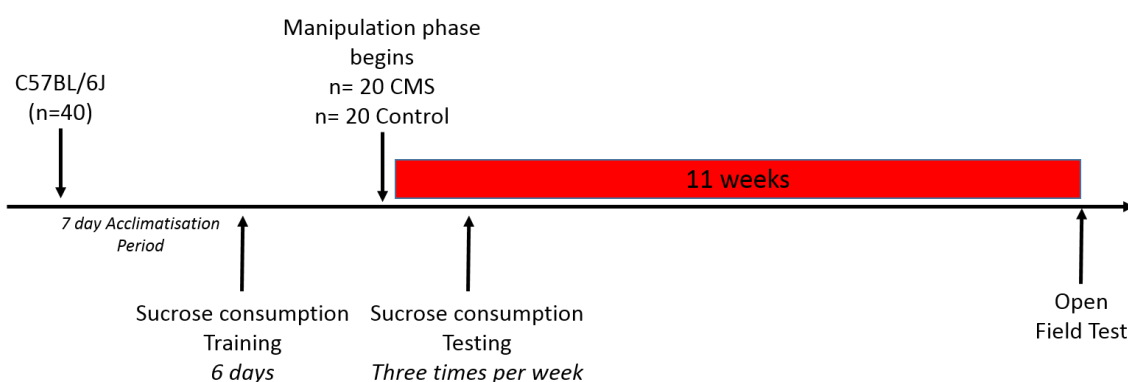 Manipulation phase
begins
n= 20 CMS
n= 20 Control
C57BL/6J
(n=40)
11 weeks
7 day Acclimatisation
Period
Sucrose consumption
Training
6 days
Sucrose consumption
Testing
Three times per week
Open
Field Test